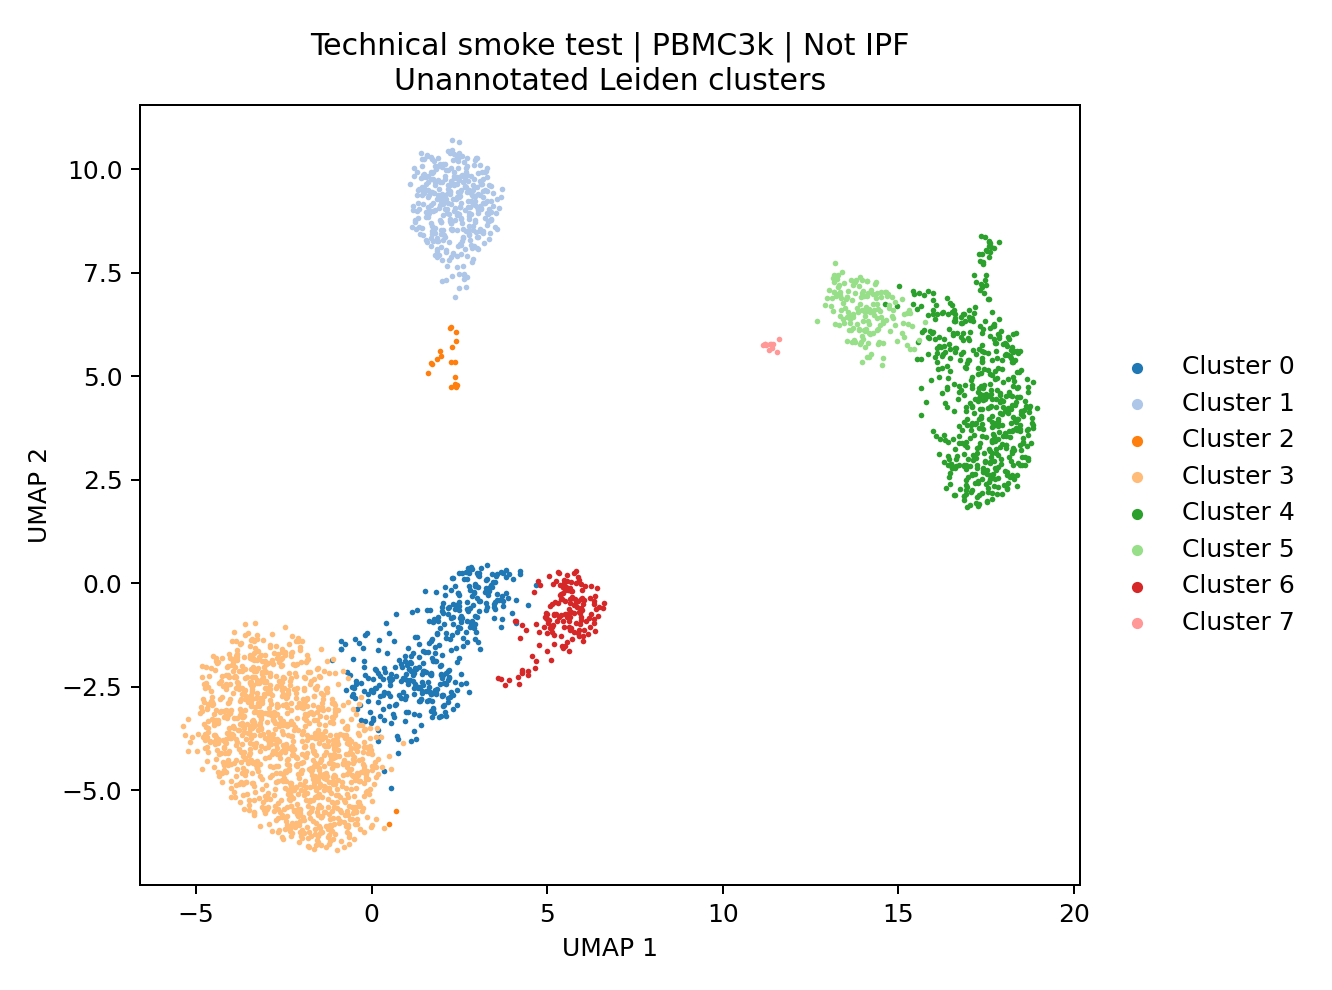 Technical smoke test | PBMC3k | Not IPF
Unannotated Leiden clusters
10.0
7.5
5.0
2.5
0.0
−2.5
−5.0
UMAP 2
−5
0
5
10
15
20
UMAP 1
Cluster 0
Cluster 1
Cluster 2
Cluster 3
Cluster 4
Cluster 5
Cluster 6
Cluster 7